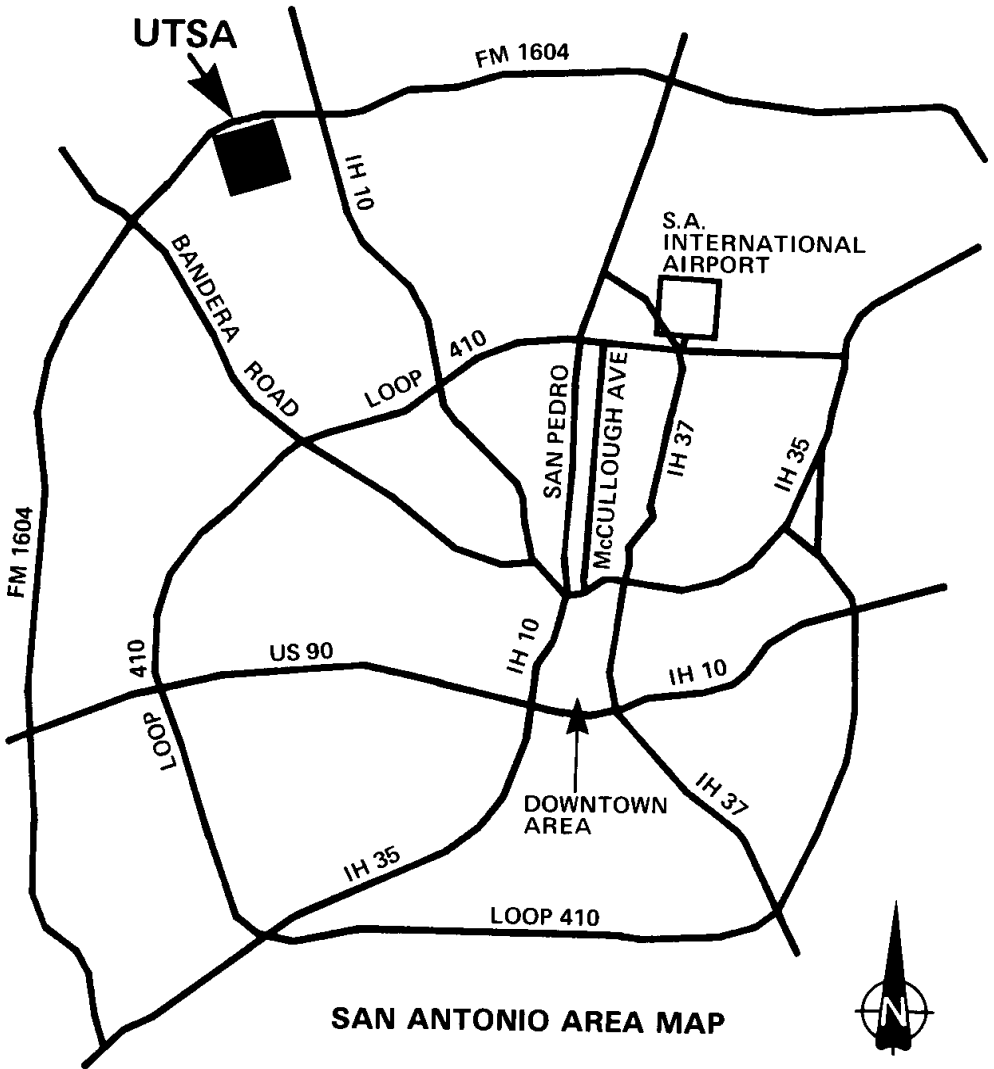 UTSA
FM 1604
IH 10
S.A.
INTERNATIONAL
AIRPORT
BANDERA
ROAD
LOOP
410
SAN PEDRO
McCULLOUGH AVE
IH 37
IH 35
FM 1604
410
LOOP
US 90
IH 10
IH 10
DOWNTOWN
AREA
IH 37
IH 35
LOOP 410
SAN ANTONIO AREA MAP
N